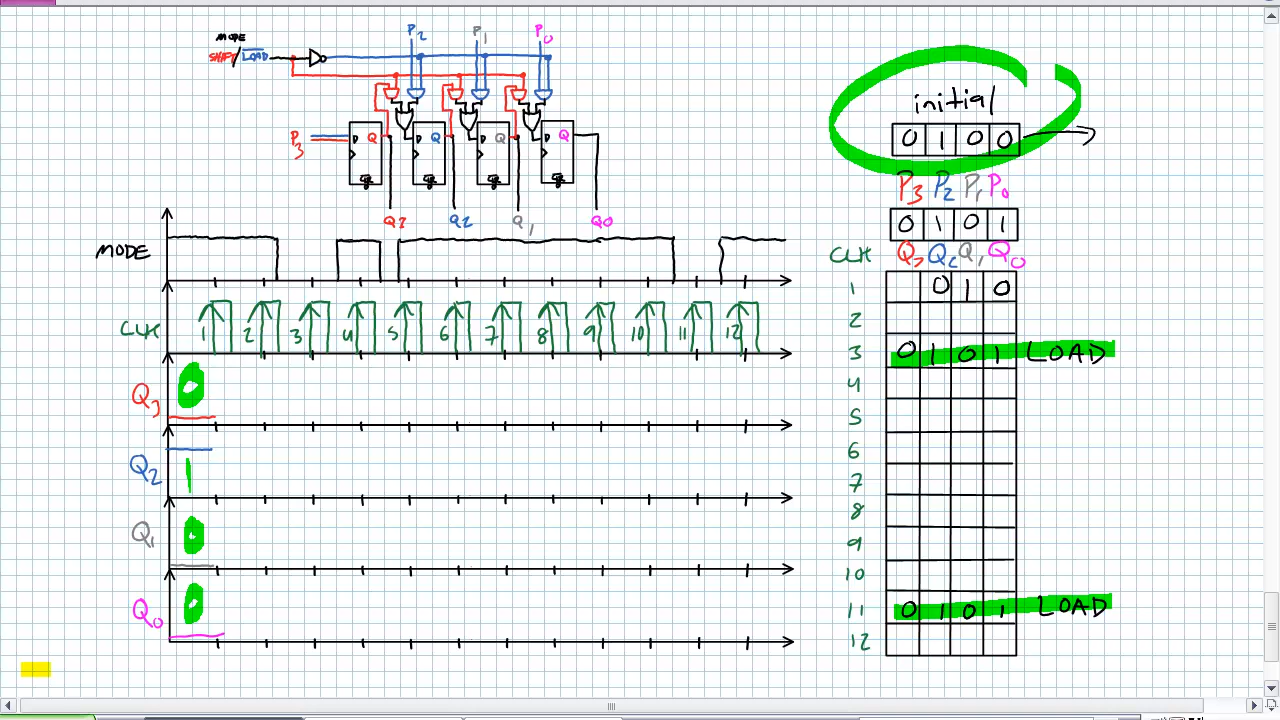 MODE
SHIFT/LOAD
P2 P1 P0
P3
D Q D Q D Q D Q
Q3 Q2 Q1 Q0
MODE
CLK
1 2 3 4 5 6 7 8 9 10 11 12
Q3
0
Q2
1
Q1
0
Q0
0
initial
0 1 0 0
P3 P2 P1 P0
0 1 0 1
CLK Q3 Q2 Q1 Q0
1 0 1 0
2
3 0 1 0 1 LOAD
4
5
6
7
8
9
10
11 0 1 0 1 LOAD
12